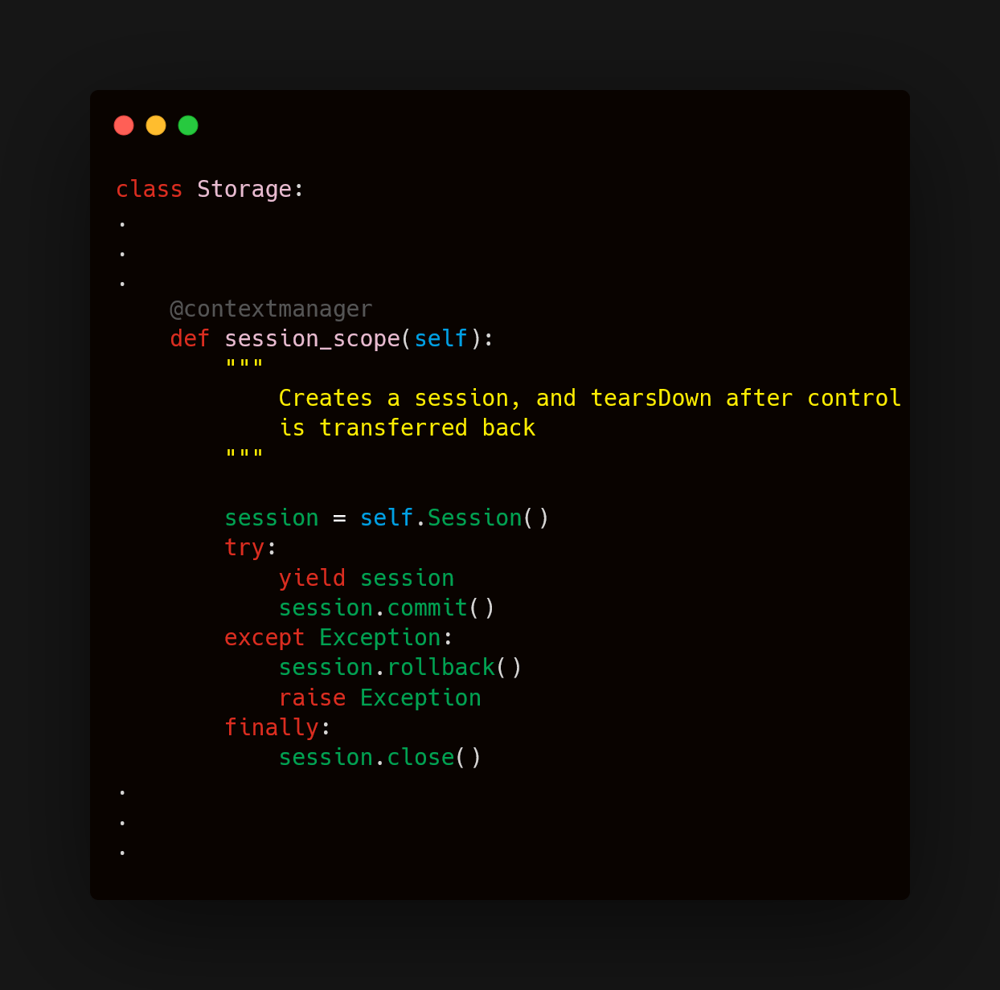 class Storage:
.
.
.
    @contextmanager
    def session_scope(self):
        """
            Creates a session, and tearsDown after control
            is transferred back
        """

        session = self.Session()
        try:
            yield session
            session.commit()
        except Exception:
            session.rollback()
            raise Exception
        finally:
            session.close()
.
.
.